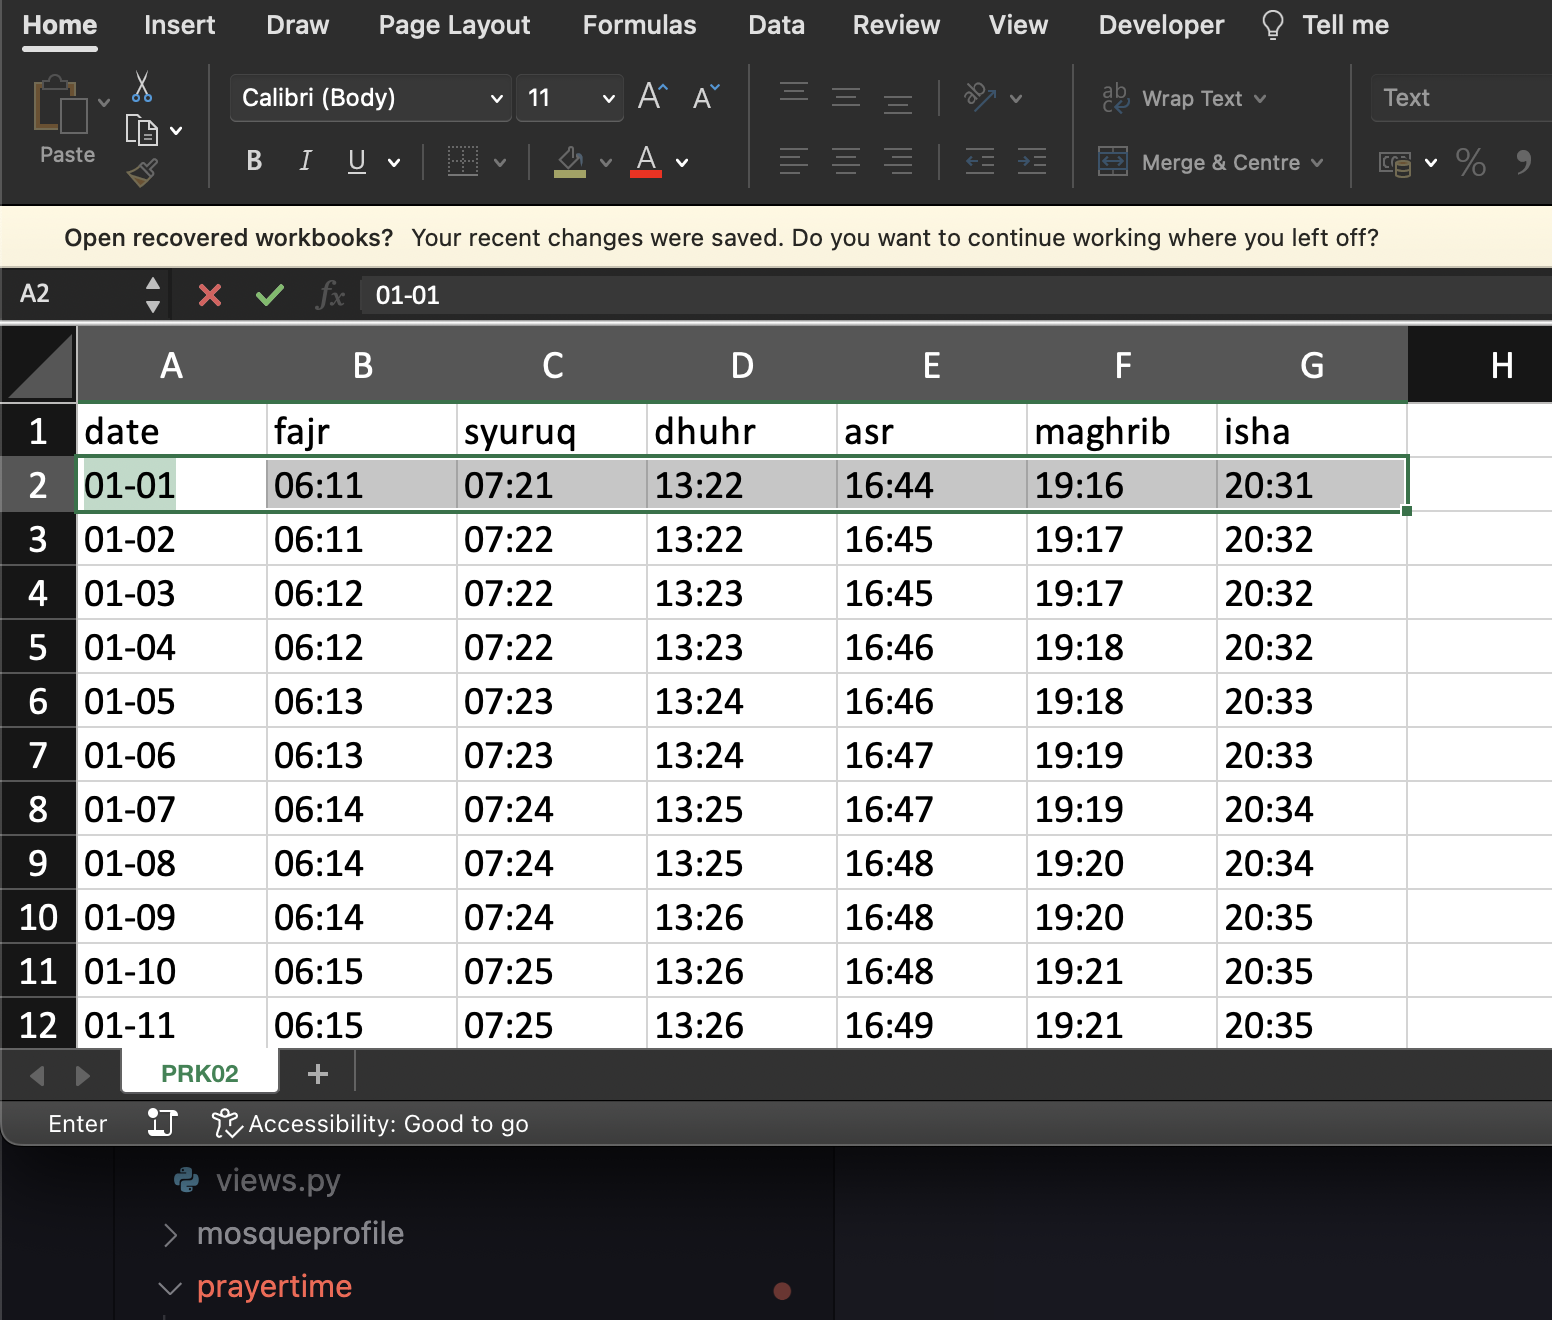 Home Insert Draw Page Layout Formulas Data Review View Developer Tell me
Paste
Calibri (Body) 11 A A ab Wrap Text Text
B I U A Merge & Centre % 
Open recovered workbooks? Your recent changes were saved. Do you want to continue working where you left off?
A2 fx 01-01
A B C D E F G H
1 date fajr syuruq dhuhr asr maghrib isha
2 01-01 06:11 07:21 13:22 16:44 19:16 20:31
3 01-02 06:11 07:22 13:22 16:45 19:17 20:32
4 01-03 06:12 07:22 13:23 16:45 19:17 20:32
5 01-04 06:12 07:22 13:23 16:46 19:18 20:32
6 01-05 06:13 07:23 13:24 16:46 19:18 20:33
7 01-06 06:13 07:23 13:24 16:47 19:19 20:33
8 01-07 06:14 07:24 13:25 16:47 19:19 20:34
9 01-08 06:14 07:24 13:25 16:48 19:20 20:34
10 01-09 06:14 07:24 13:26 16:48 19:20 20:35
11 01-10 06:15 07:25 13:26 16:48 19:21 20:35
12 01-11 06:15 07:25 13:26 16:49 19:21 20:35
PRK02 +
Enter Accessibility: Good to go
views.py
mosqueprofile
prayertime